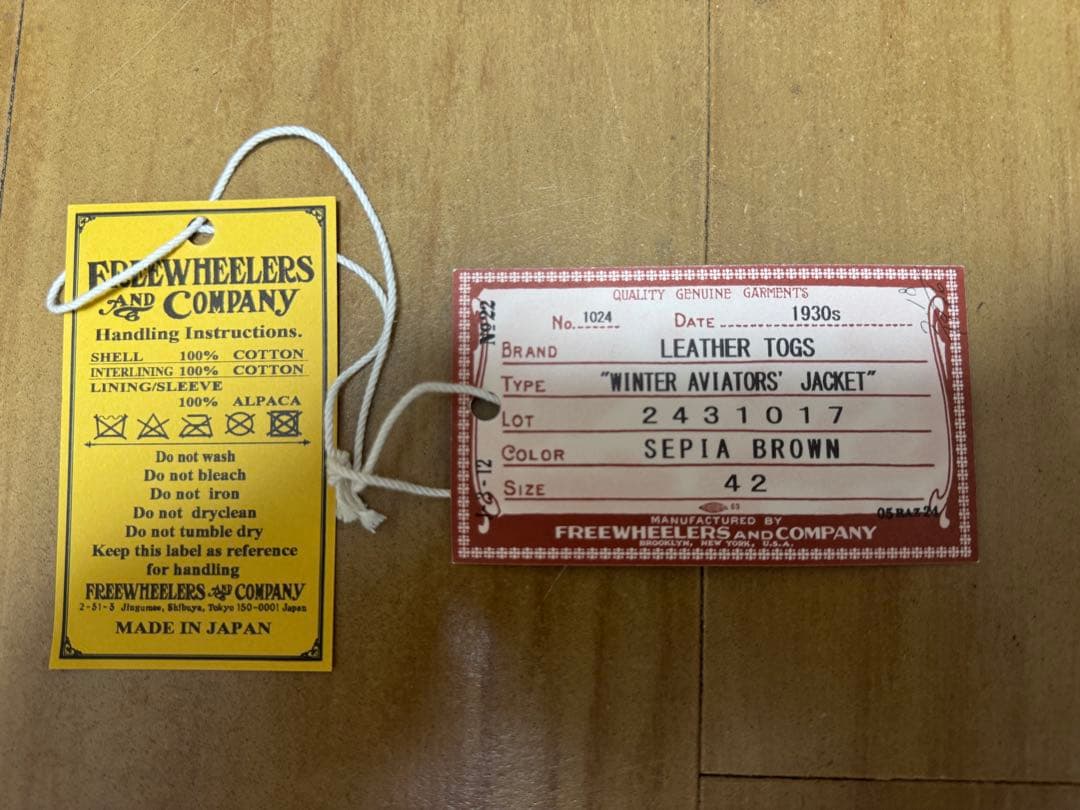 FREEWHEELERS
AND COMPANY
Handling Instructions.
SHELL 100% COTTON
INTERLINING 100% COTTON
LINING/SLEEVE
100% ALPACA
Do not wash
Do not bleach
Do not iron
Do not dryclean
Do not tumble dry
Keep this label as reference
for handling
FREEWHEELERS AND COMPANY
2-31-3 Jingumae, Shibuya, Tokyo 150-0001 Japan
MADE IN JAPAN
QUALITY GENUINE GARMENTS
No. 1024 DATE 1930s
BRAND LEATHER TOGS
TYPE "WINTER AVIATORS' JACKET"
LOT 2431017
COLOR SEPIA BROWN
SIZE 42
63
MANUFACTURED BY
FREEWHEELERS AND COMPANY
BROOKLYN, NEW YORK, U.S.A.
No 22